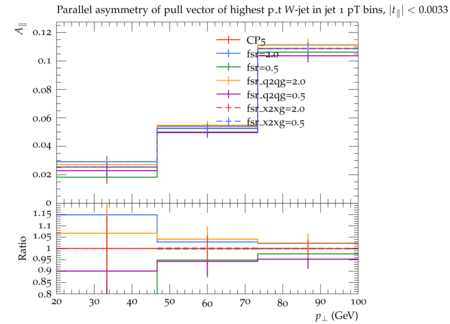 Parallel asymmetry of pull vector of highest p_t W-jet in jet 1 pT bins, |t∥| < 0.0033
A∥
0.12
0.1
0.08
0.06
0.04
0.02
0
CP5
fsr=2.0
fsr=0.5
fsr_q2qg=2.0
fsr_q2qg=0.5
fsr_x2xg=2.0
fsr_x2xg=0.5
Ratio
1.15
1.1
1.05
1
0.95
0.9
0.85
0.8
20 30 40 50 60 70 80 90 100
p⊥ (GeV)